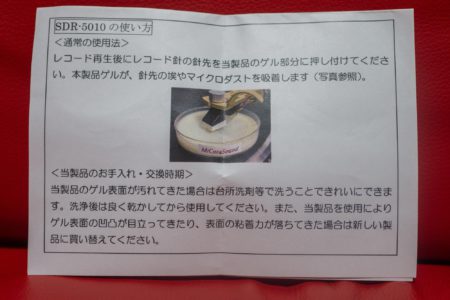 SDR-5010 の使い方
＜通常の使用法＞
レコード再生後にレコード針の針先を当製品のゲル部分に押し付けてくださ
い。本製品ゲルが、針先の埃やマイクロダストを吸着します（写真参照）。
McCoySound
＜当製品のお手入れ・交換時期＞
当製品のゲル表面が汚れてきた場合は台所洗剤等で洗うことできれいにできま
す。洗浄後は良く乾かしてから使用してください。また、当製品を使用により
ゲル表面の凹凸が目立ってきたり、表面の粘着力が落ちてきた場合は新しい製
品に買い替えてください。